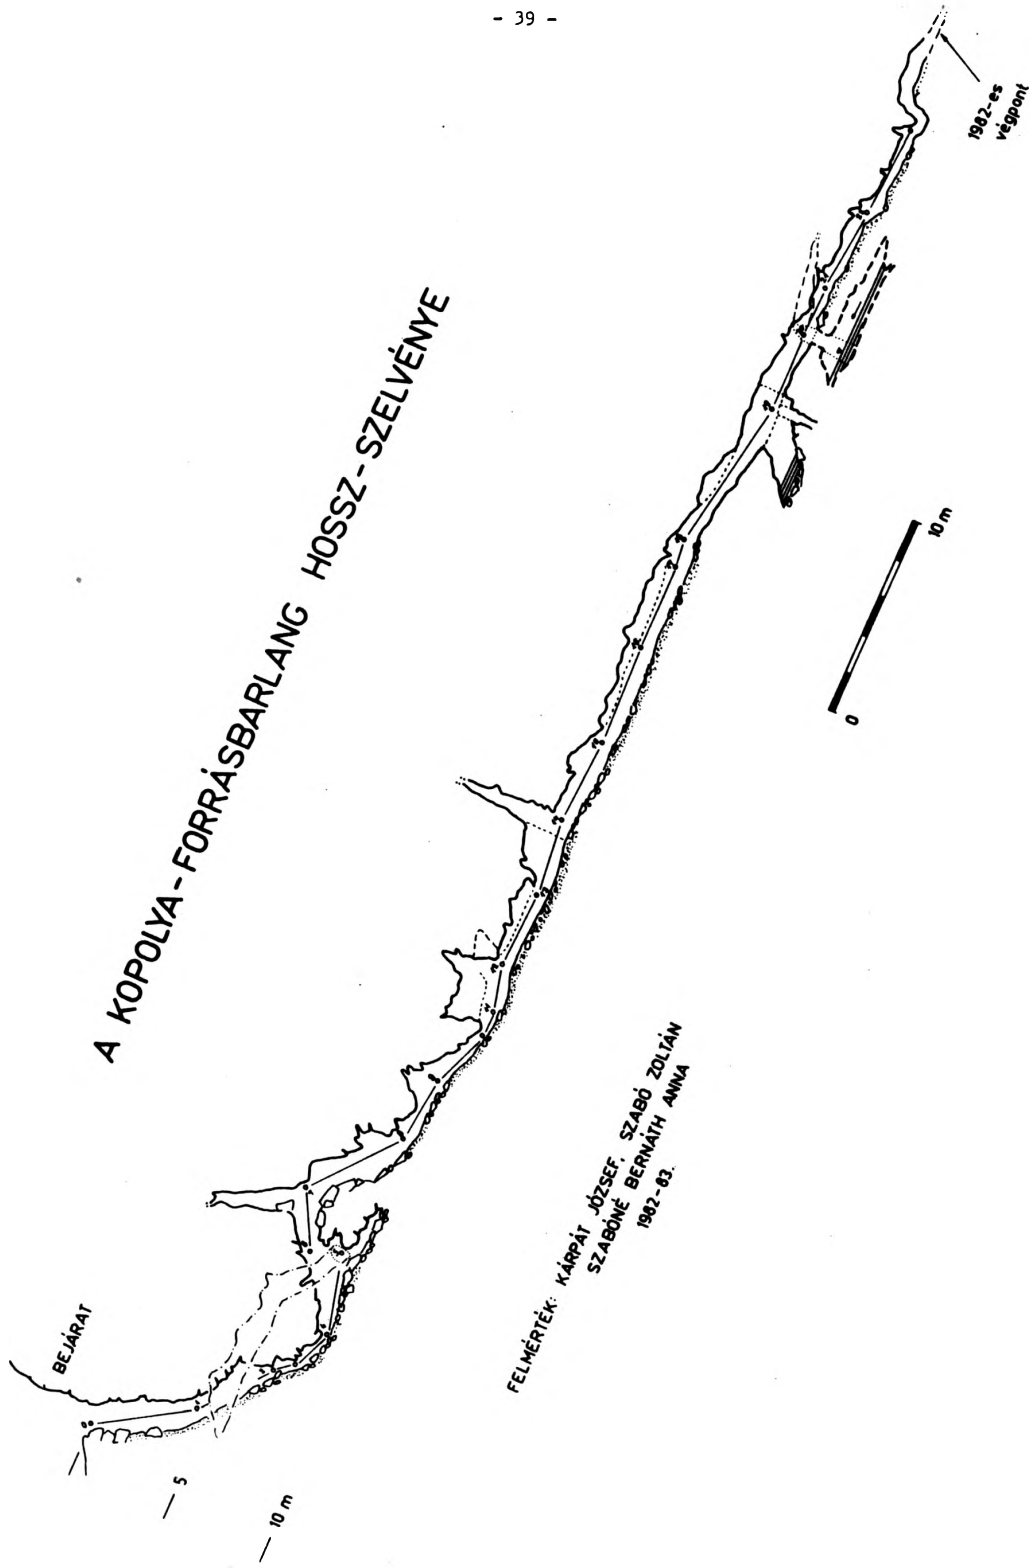 - 39 -
1982-es
végpont
A KOPOLYA-FORRÁSBARLANG HOSSZ-SZELVÉNYE
0
10 m
BEJÁRAT
5
10 m
FELMÉRTÉK: KÁRPÁT JÓZSEF, SZABÓ ZOLTÁN
SZABÓNÉ BERNÁTH ANNA
1982-83.